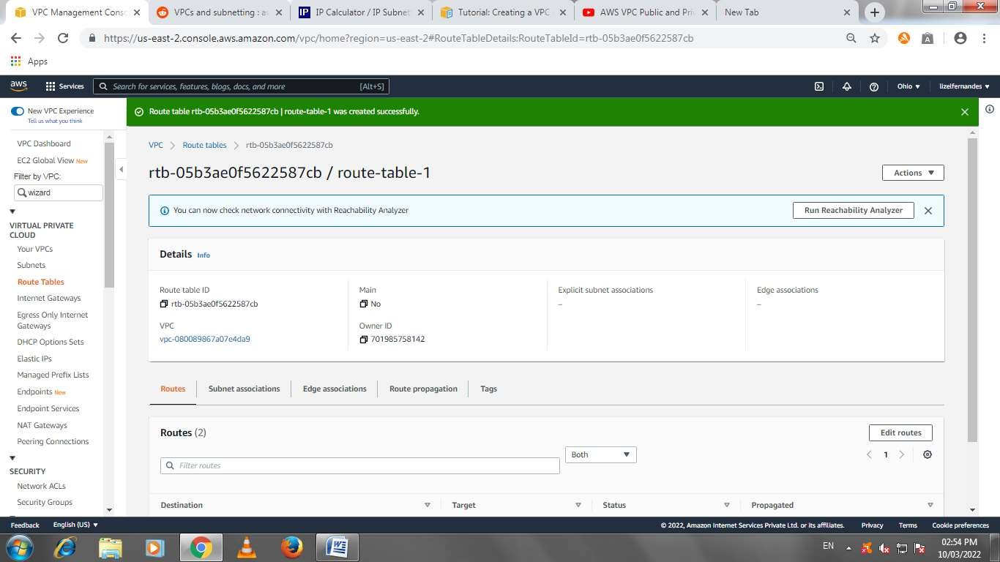 VPC Management Consc
VPCs and subnetting : a
IP Calculator / IP Subnet
Tutorial: Creating a VPC
AWS VPC Public and Pri
New Tab
https://us-east-2.console.aws.amazon.com/vpc/home?region=us-east-2#RouteTableDetails:RouteTableId=rtb-05b3ae0f5622587cb
Apps
aws
Services
Search for services, features, blogs, docs, and more
[Alt+S]
Ohio
lizelfernandes
New VPC Experience
Tell us what you think
Route table rtb-05b3ae0f5622587cb | route-table-1 was created successfully.
VPC Dashboard
EC2 Global View New
Filter by VPC:
wizard
VIRTUAL PRIVATE
CLOUD
Your VPCs
Subnets
Route Tables
Internet Gateways
Egress Only Internet
Gateways
DHCP Options Sets
Elastic IPs
Managed Prefix Lists
Endpoints New
Endpoint Services
NAT Gateways
Peering Connections
SECURITY
Network ACLs
Security Groups
VPC > Route tables > rtb-05b3ae0f5622587cb
rtb-05b3ae0f5622587cb / route-table-1
Actions
You can now check network connectivity with Reachability Analyzer
Run Reachability Analyzer
Details Info
Route table ID
rtb-05b3ae0f5622587cb
VPC
vpc-080089867a07e4da9
Main
No
Owner ID
701985758142
Explicit subnet associations
–
Edge associations
–
Routes
Subnet associations
Edge associations
Route propagation
Tags
Routes (2)
Edit routes
Filter routes
Both
1
Destination
Target
Status
Propagated
Feedback
English (US)
© 2022, Amazon Internet Services Private Ltd. or its affiliates.
Privacy
Terms
Cookie preferences
EN
02:54 PM
10/03/2022